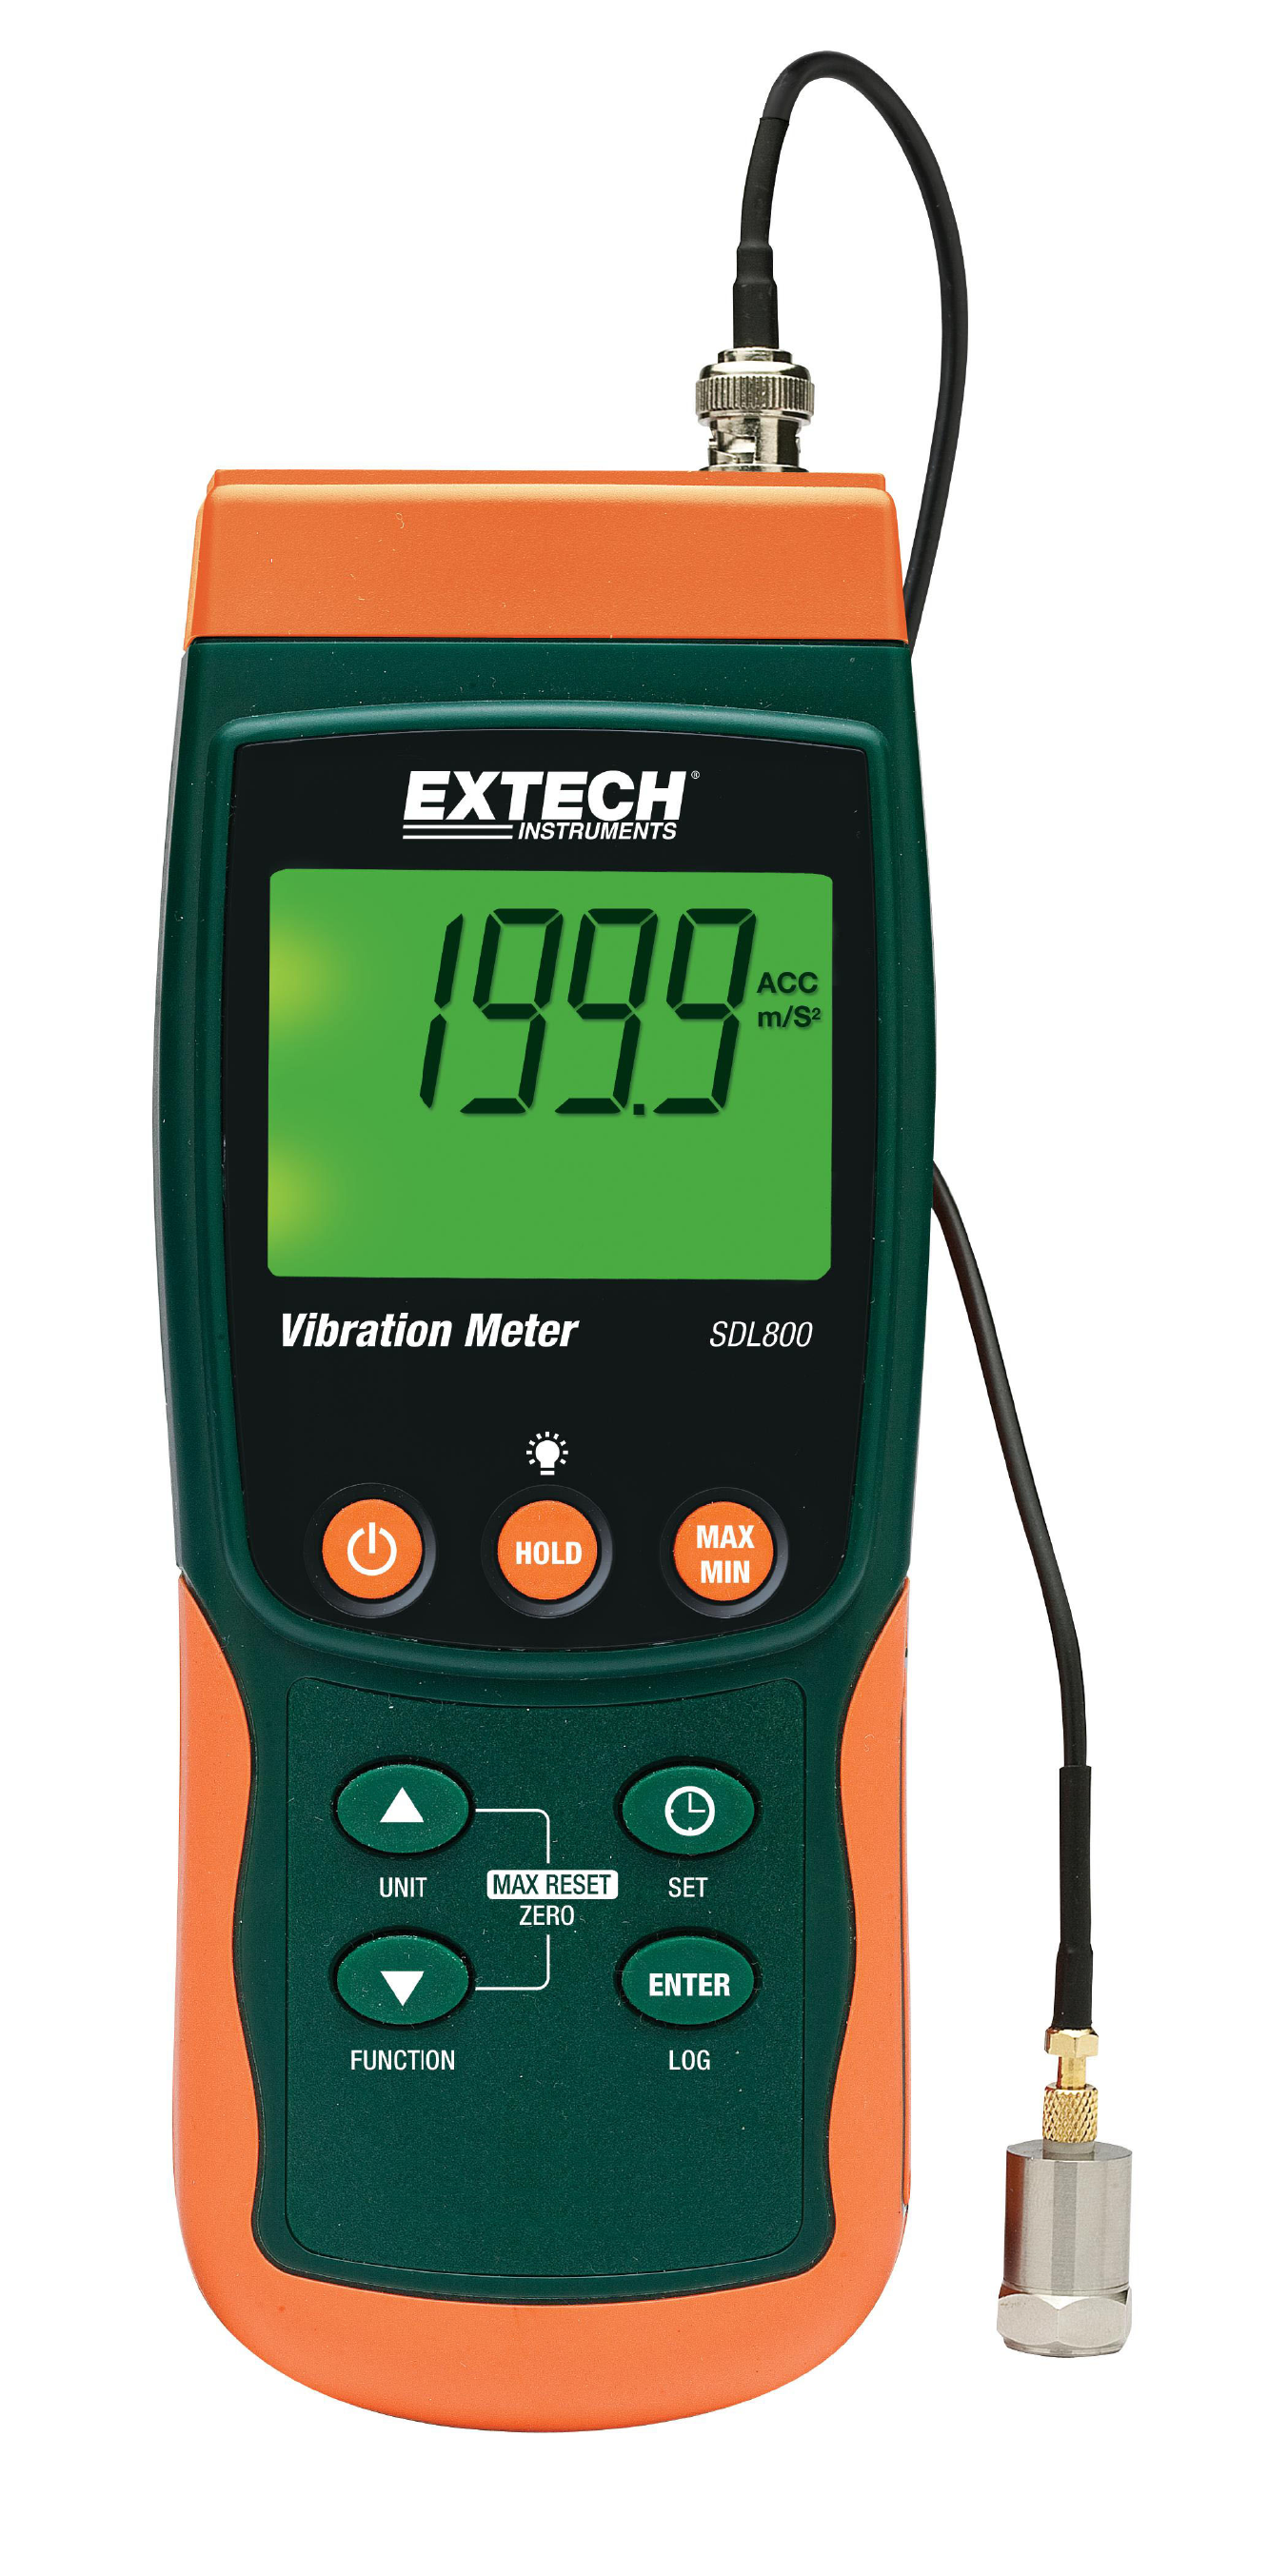 EXTECH®
INSTRUMENTS
199.9
ACC
m/S²
Vibration Meter SDL800
HOLD
MAX
MIN
UNIT
MAX RESET
SET
ZERO
ENTER
FUNCTION
LOG